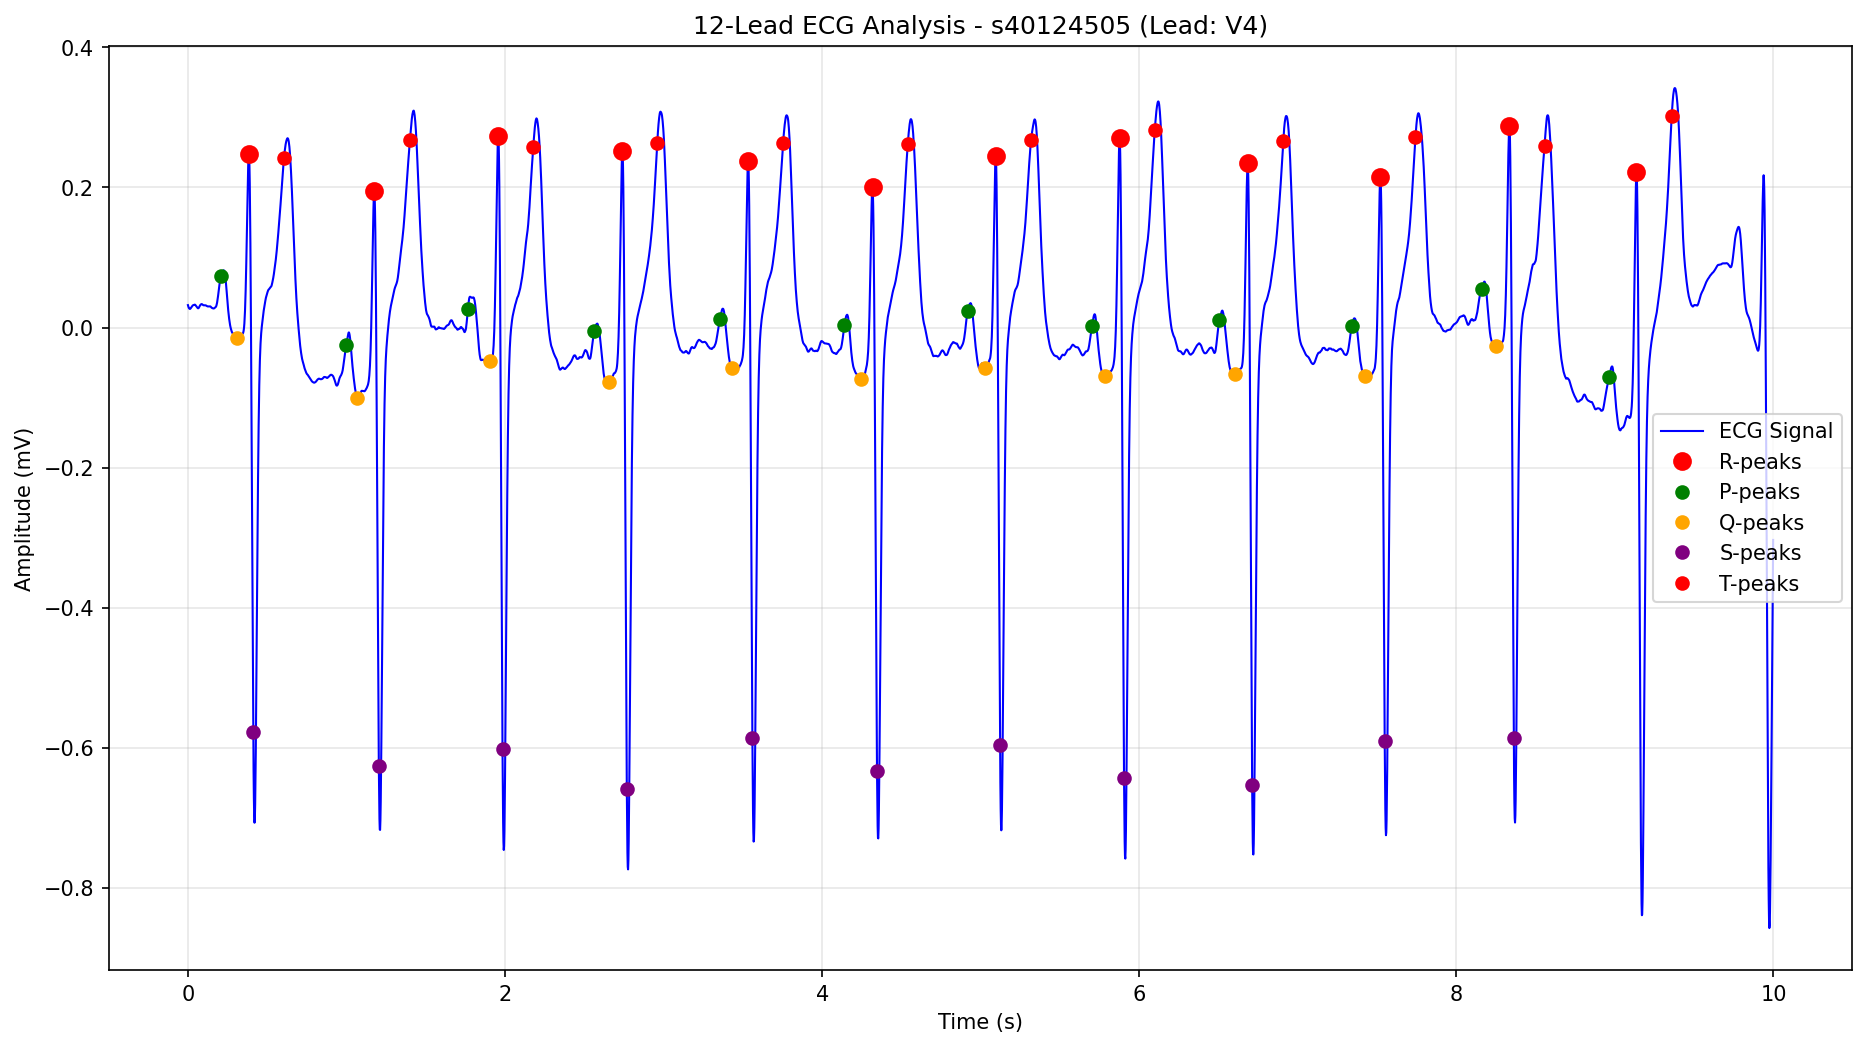 12-Lead ECG Analysis - s40124505 (Lead: V4)
0.4
0.2
0.0
−0.2
−0.4
−0.6
−0.8
Amplitude (mV)
ECG Signal
R-peaks
P-peaks
Q-peaks
S-peaks
T-peaks
0 2 4 6 8 10
Time (s)